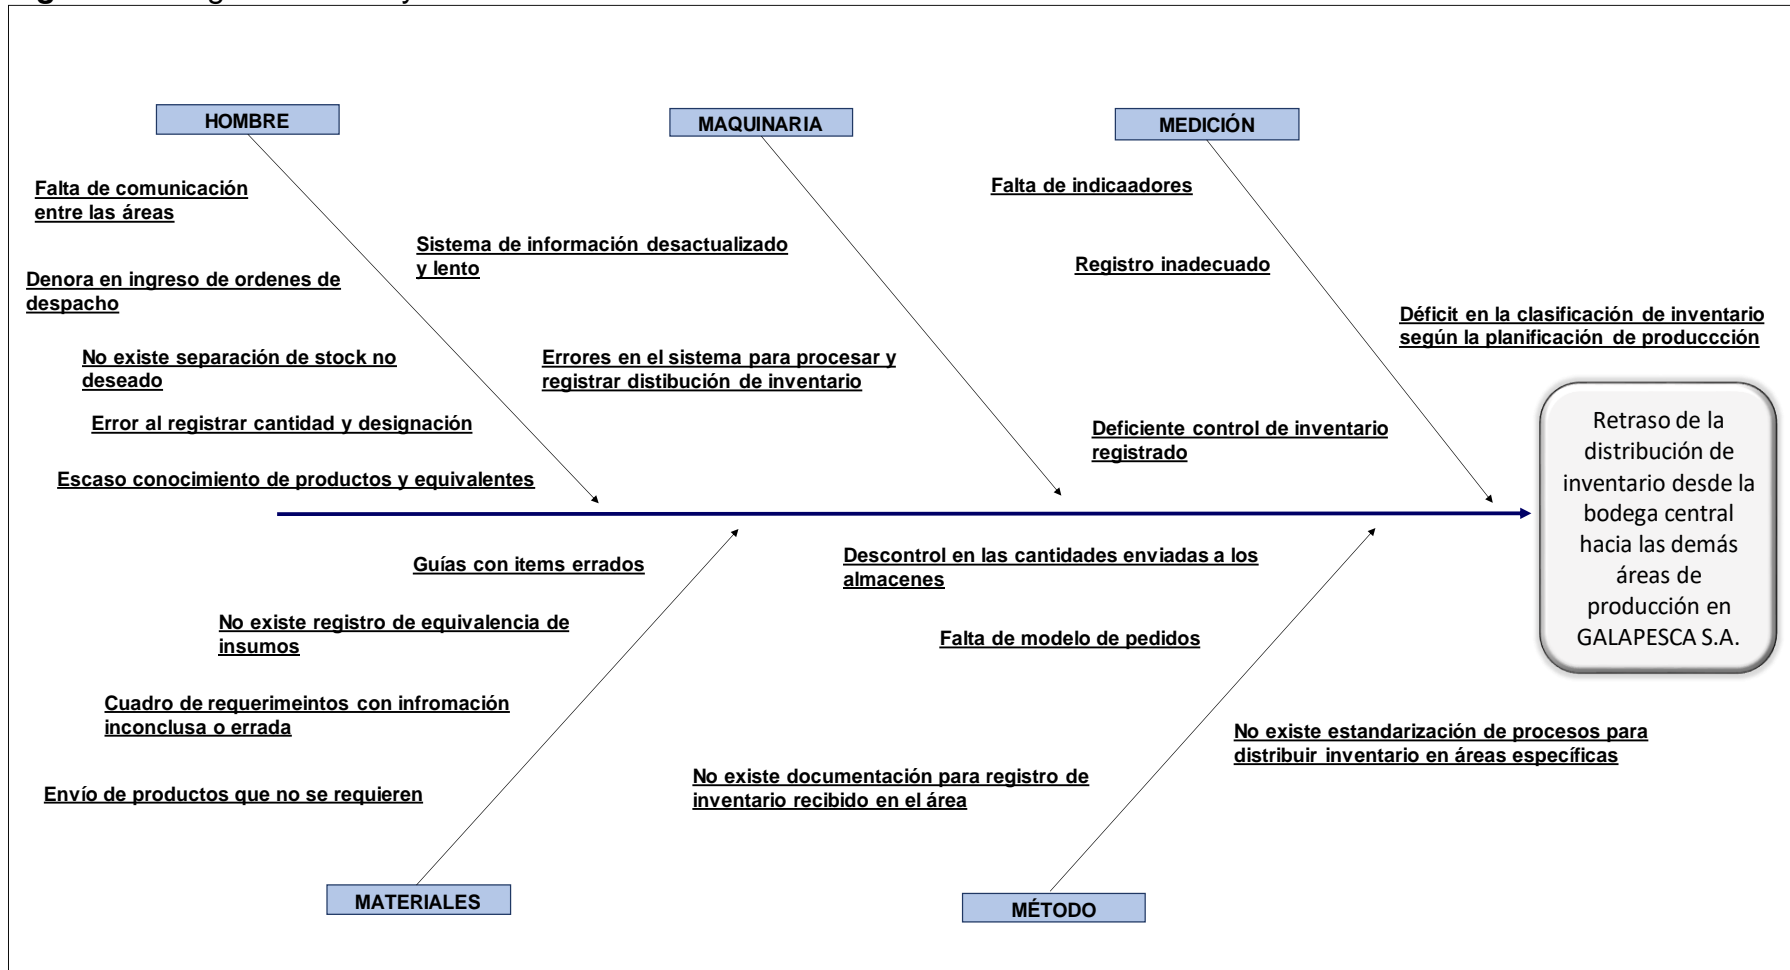 HOMBRE
MAQUINARIA
MEDICIÓN
Falta de comunicación
entre las áreas
Denora en ingreso de ordenes de
despacho
No existe separación de stock no
deseado
Error al registrar cantidad y designación
Escaso conocimiento de productos y equivalentes
Sistema de información desactualizado
y lento
Errores en el sistema para procesar y
registrar distibución de inventario
Falta de indicaadores
Registro inadecuado
Deficiente control de inventario
registrado
Déficit en la clasificación de inventario
según la planificación de produccción
Retraso de la
distribución de
inventario desde la
bodega central
hacia las demás
áreas de
producción en
GALAPESCA S.A.
Guías con items errados
No existe registro de equivalencia de
insumos
Cuadro de requerimeintos con infromación
inconclusa o errada
Envío de productos que no se requieren
Descontrol en las cantidades enviadas a los
almacenes
Falta de modelo de pedidos
No existe documentación para registro de
inventario recibido en el área
No existe estandarización de procesos para
distribuir inventario en áreas específicas
MATERIALES
MÉTODO